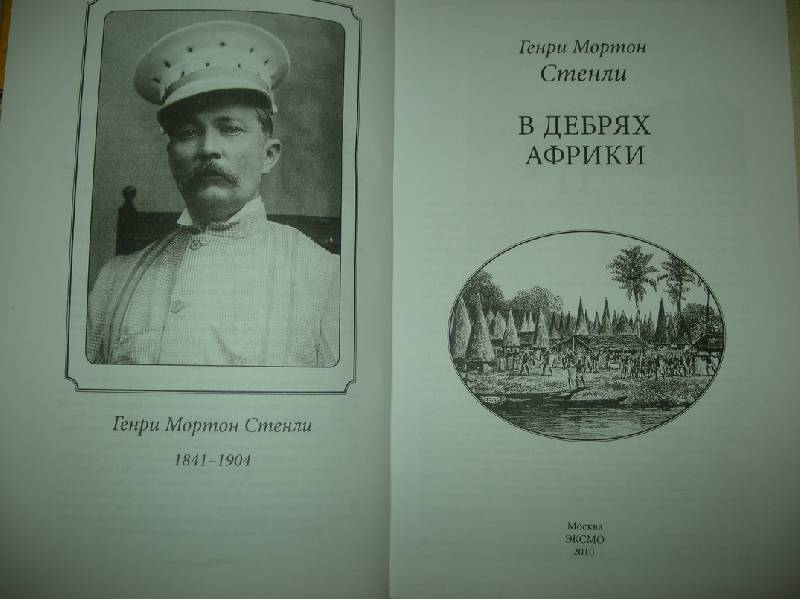 Генри Мортон Стенли
1841–1904
Генри Мортон
Стенли
В ДЕБРЯХ
АФРИКИ
Москва
ЭКСМО
2010